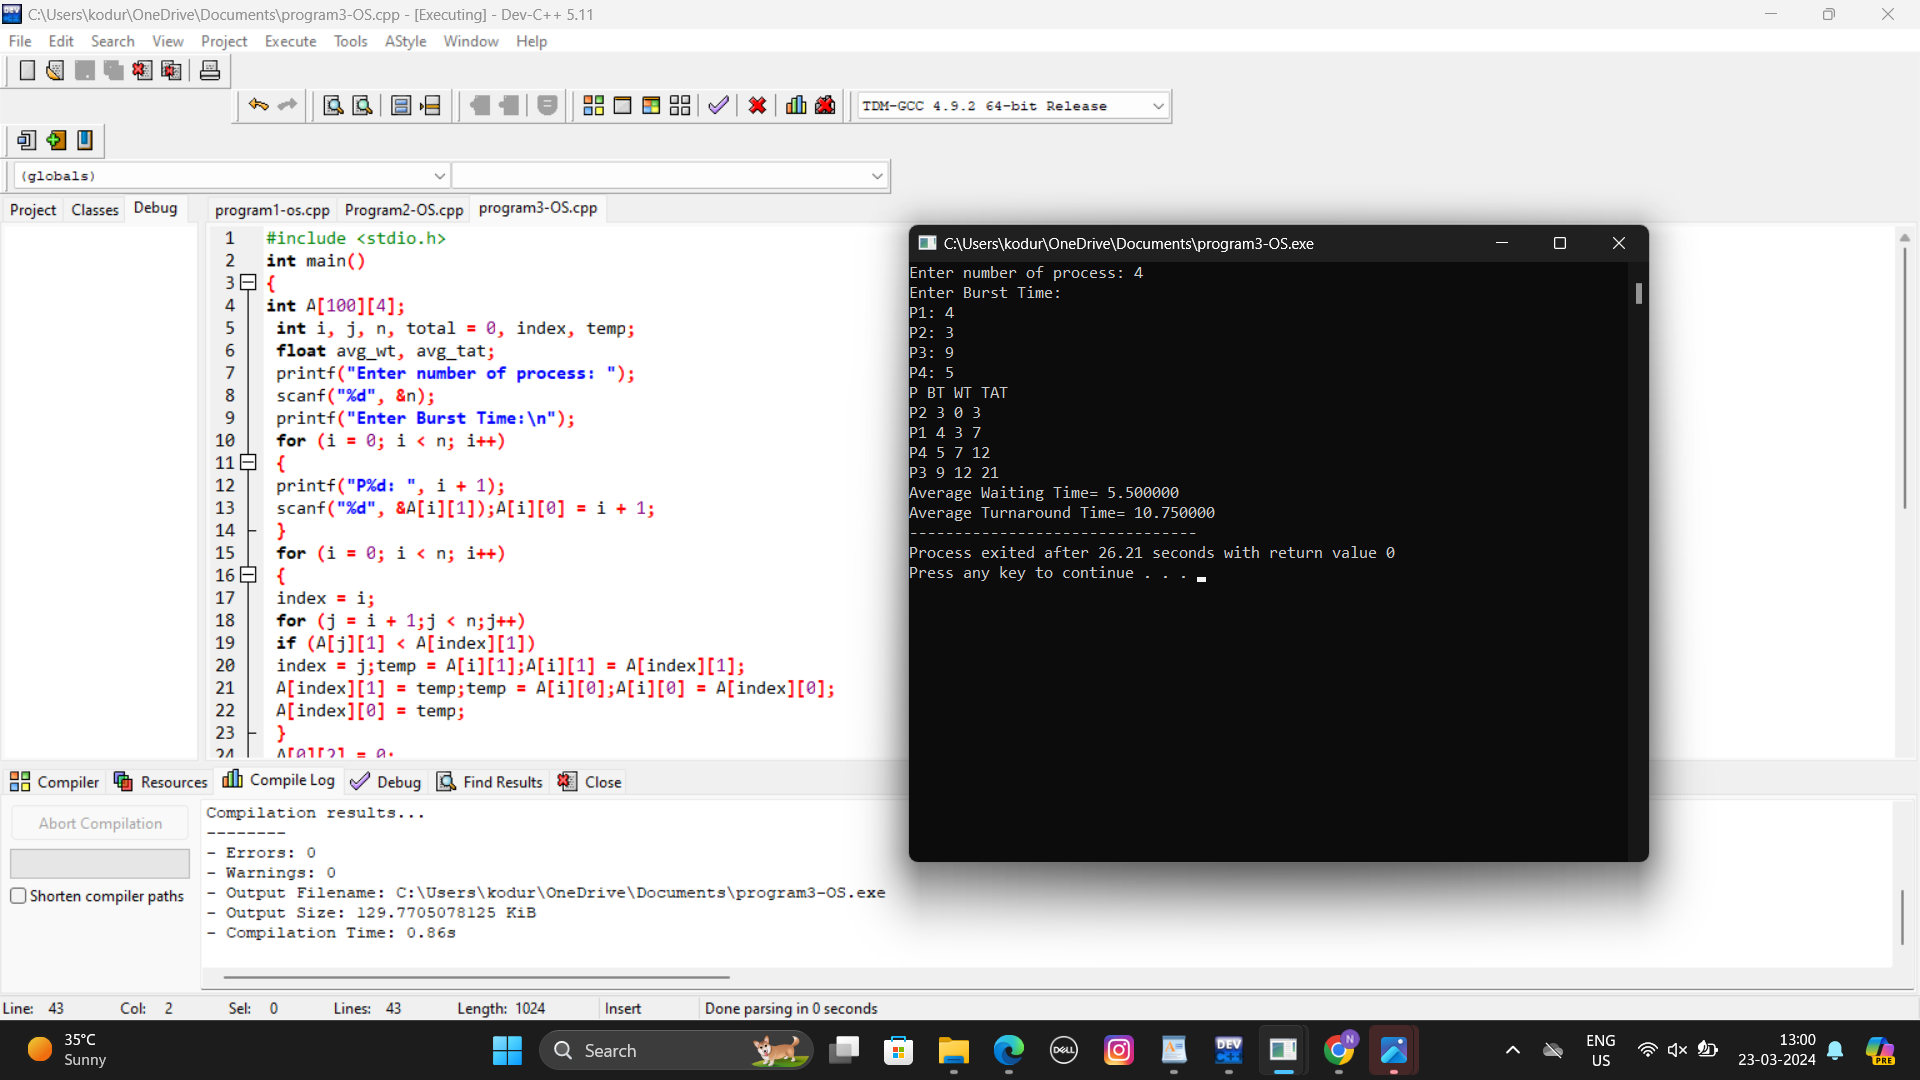 C:\Users\kodur\OneDrive\Documents\program3-OS.cpp - [Executing] - Dev-C++ 5.11
File Edit Search View Project Execute Tools AStyle Window Help
TDM-GCC 4.9.2 64-bit Release
(globals)
Project Classes Debug
program1-os.cpp Program2-OS.cpp program3-OS.cpp
1 #include <stdio.h>
2 int main()
3 {
4 int A[100][4];
5 int i, j, n, total = 0, index, temp;
6 float avg_wt, avg_tat;
7 printf("Enter number of process: ");
8 scanf("%d", &n);
9 printf("Enter Burst Time:\n");
10 for (i = 0; i < n; i++)
11 {
12 printf("P%d: ", i + 1);
13 scanf("%d", &A[i][1]);A[i][0] = i + 1;
14 }
15 for (i = 0; i < n; i++)
16 {
17 index = i;
18 for (j = i + 1;j < n;j++)
19 if (A[j][1] < A[index][1])
20 index = j;temp = A[i][1];A[i][1] = A[index][1];
21 A[index][1] = temp;temp = A[i][0];A[i][0] = A[index][0];
22 A[index][0] = temp;
23 }
24 A[0][2] = 0;
C:\Users\kodur\OneDrive\Documents\program3-OS.exe
Enter number of process: 4
Enter Burst Time:
P1: 4
P2: 3
P3: 9
P4: 5
P BT WT TAT
P2 3 0 3
P1 4 3 7
P4 5 7 12
P3 9 12 21
Average Waiting Time= 5.500000
Average Turnaround Time= 10.750000
--------------------------------
Process exited after 26.21 seconds with return value 0
Press any key to continue . . .
Compiler Resources Compile Log Debug Find Results Close
Abort Compilation
Shorten compiler paths
Compilation results...
--------
- Errors: 0
- Warnings: 0
- Output Filename: C:\Users\kodur\OneDrive\Documents\program3-OS.exe
- Output Size: 129.7705078125 KiB
- Compilation Time: 0.86s
Line: 43 Col: 2 Sel: 0 Lines: 43 Length: 1024 Insert Done parsing in 0 seconds
35°C
Sunny
Search
DELL
DEV
N
ENG
US
13:00
23-03-2024
PRE